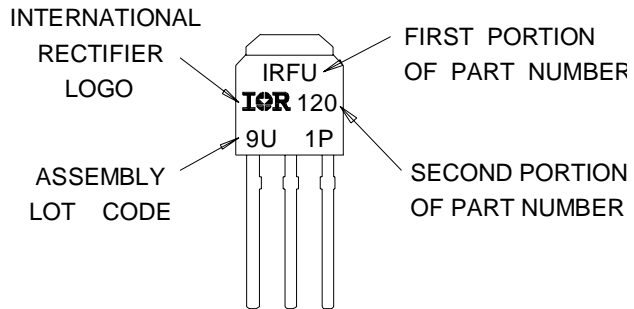 INTERNATIONAL
RECTIFIER
LOGO
FIRST PORTION
OF PART NUMBER
IRFU
IOR 120
9U 1P
ASSEMBLY
LOT CODE
SECOND PORTION
OF PART NUMBER